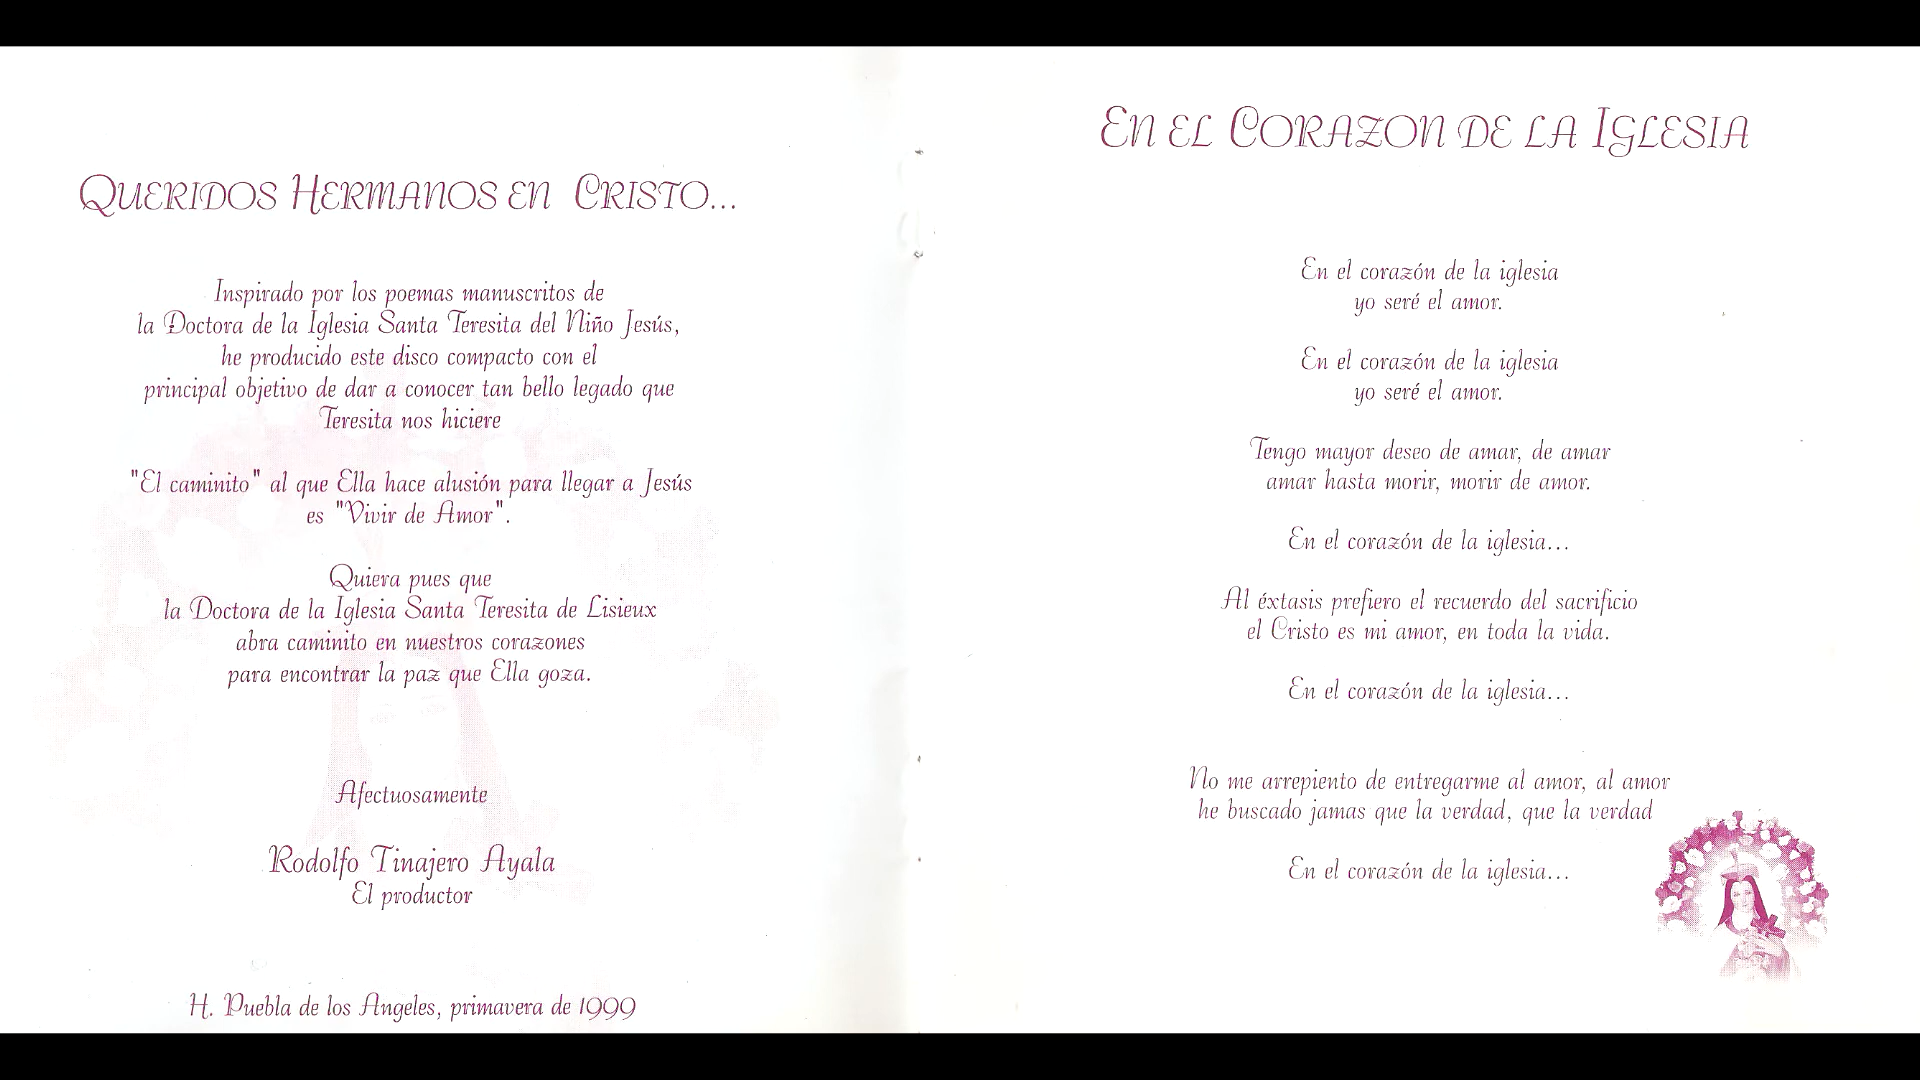 QUERIDOS HERMANOS EN CRISTO...
Inspirado por los poemas manuscritos de
la Doctora de la Iglesia Santa Teresita del Niño Jesús,
he producido este disco compacto con el
principal objetivo de dar a conocer tan bello legado que
Teresita nos hiciere
"El caminito" al que Ella hace alusión para llegar a Jesús
es "Vivir de Amor".
Quiera pues que
la Doctora de la Iglesia Santa Teresita de Lisieux
abra caminito en nuestros corazones
para encontrar la paz que Ella goza.
Afectuosamente
Rodolfo Tinajero Ayala
El productor
H. Puebla de los Angeles, primavera de 1999
EN EL CORAZON DE LA IGLESIA
En el corazón de la iglesia
yo seré el amor.
En el corazón de la iglesia
yo seré el amor.
Tengo mayor deseo de amar, de amar
amar hasta morir, morir de amor.
En el corazón de la iglesia...
Al éxtasis prefiero el recuerdo del sacrificio
el Cristo es mi amor, en toda la vida.
En el corazón de la iglesia...
No me arrepiento de entregarme al amor, al amor
he buscado jamas que la verdad, que la verdad
En el corazón de la iglesia...